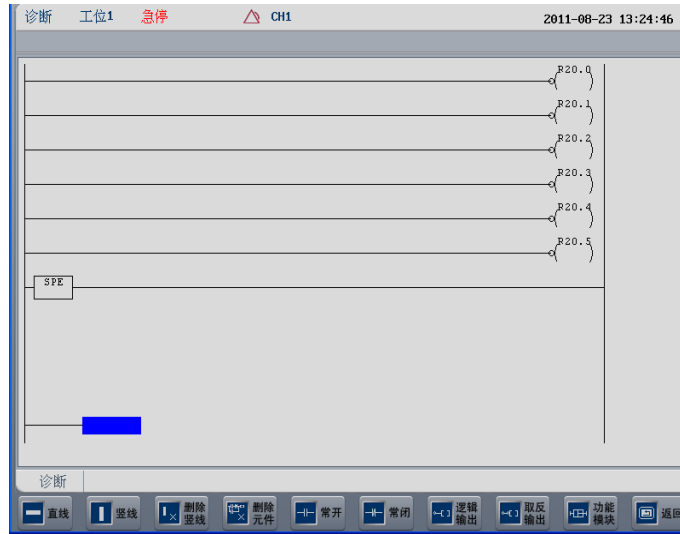 诊断 工位1 急停 CH1 2011-08-23 13:24:46
R20.0
R20.1
R20.2
R20.3
R20.4
R20.5
SPE
诊断
直线 竖线 删除竖线 删除元件 常开 常闭 逻辑输出 取反输出 功能模块 返回